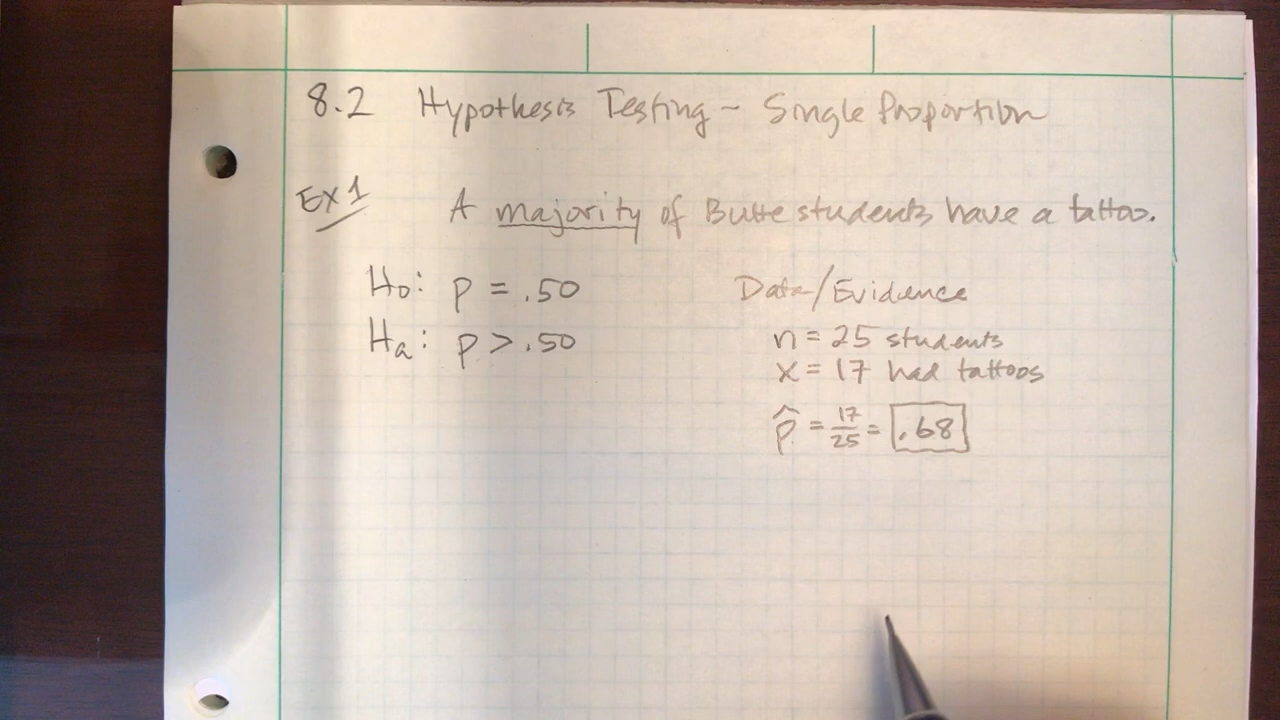 8.2 Hypothesis Testing - Single Proportion
EX 1 A majority of Butte students have a tattoo.
H₀: p = .50
Hₐ: p > .50
Data/Evidence
n = 25 students
x = 17 had tattoos
p̂ = 17/25 = .68